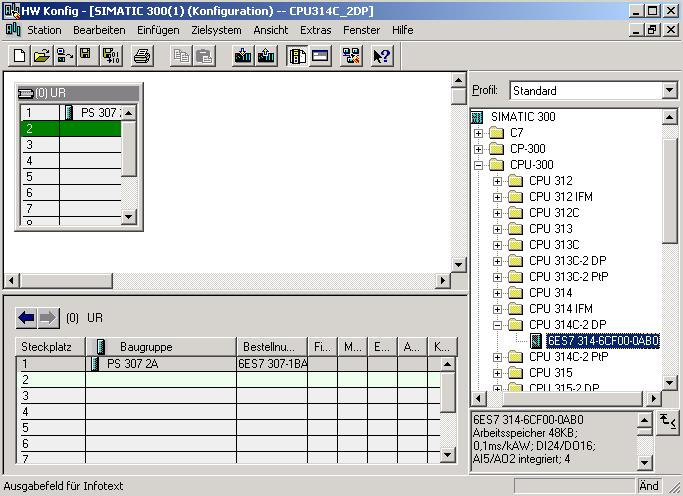 HW Konfig - [SIMATIC 300(1) (Konfiguration) -- CPU314C_2DP]
Station Bearbeiten Einfügen Zielsystem Ansicht Extras Fenster Hilfe
(0) UR
1 PS 307 2
2
3
4
5
6
7
Profil: Standard
SIMATIC 300
C7
CP-300
CPU-300
CPU 312
CPU 312 IFM
CPU 312C
CPU 313
CPU 313C
CPU 313C-2 DP
CPU 313C-2 PtP
CPU 314
CPU 314 IFM
CPU 314C-2 DP
6ES7 314-6CF00-0AB0
CPU 314C-2 PtP
CPU 315
CPU 315-2 DP
(0) UR
Steckplatz Baugruppe Bestellnu... Fi... M... E... A... K...
1 PS 307 2A 6ES7 307-1BA
2
3
4
5
6
7
6ES7 314-6CF00-0AB0
Arbeitsspeicher 48KB;
0,1ms/kAW; DI24/DO16;
AI5/AO2 integriert; 4
Ausgabefeld für Infotext
Änd